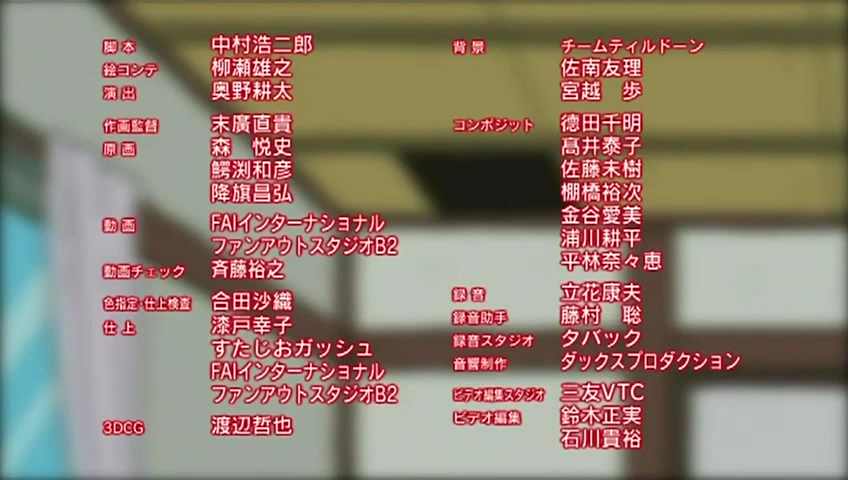 脚本 中村浩二郎
絵コンテ 柳瀬雄之
演出 奥野耕太
作画監督 末廣直貴
原画 森 悦史
鰐渕和彦
降旗昌弘
動画 FAIインターナショナル
ファンアウトスタジオB2
動画チェック 斉藤裕之
色指定・仕上検査 合田沙織
仕上 漆戸幸子
すたじおガッシュ
FAIインターナショナル
ファンアウトスタジオB2
3DCG 渡辺哲也
背景 チームティルドーン
佐南友理
宮越 歩
コンポジット 德田千明
髙井泰子
佐藤未樹
棚橋裕次
金谷愛美
浦川耕平
平林奈々恵
録音 立花康夫
録音助手 藤村 聡
録音スタジオ タバック
音響制作 ダックスプロダクション
ビデオ編集スタジオ 三友VTC
ビデオ編集 鈴木正実
石川貴裕